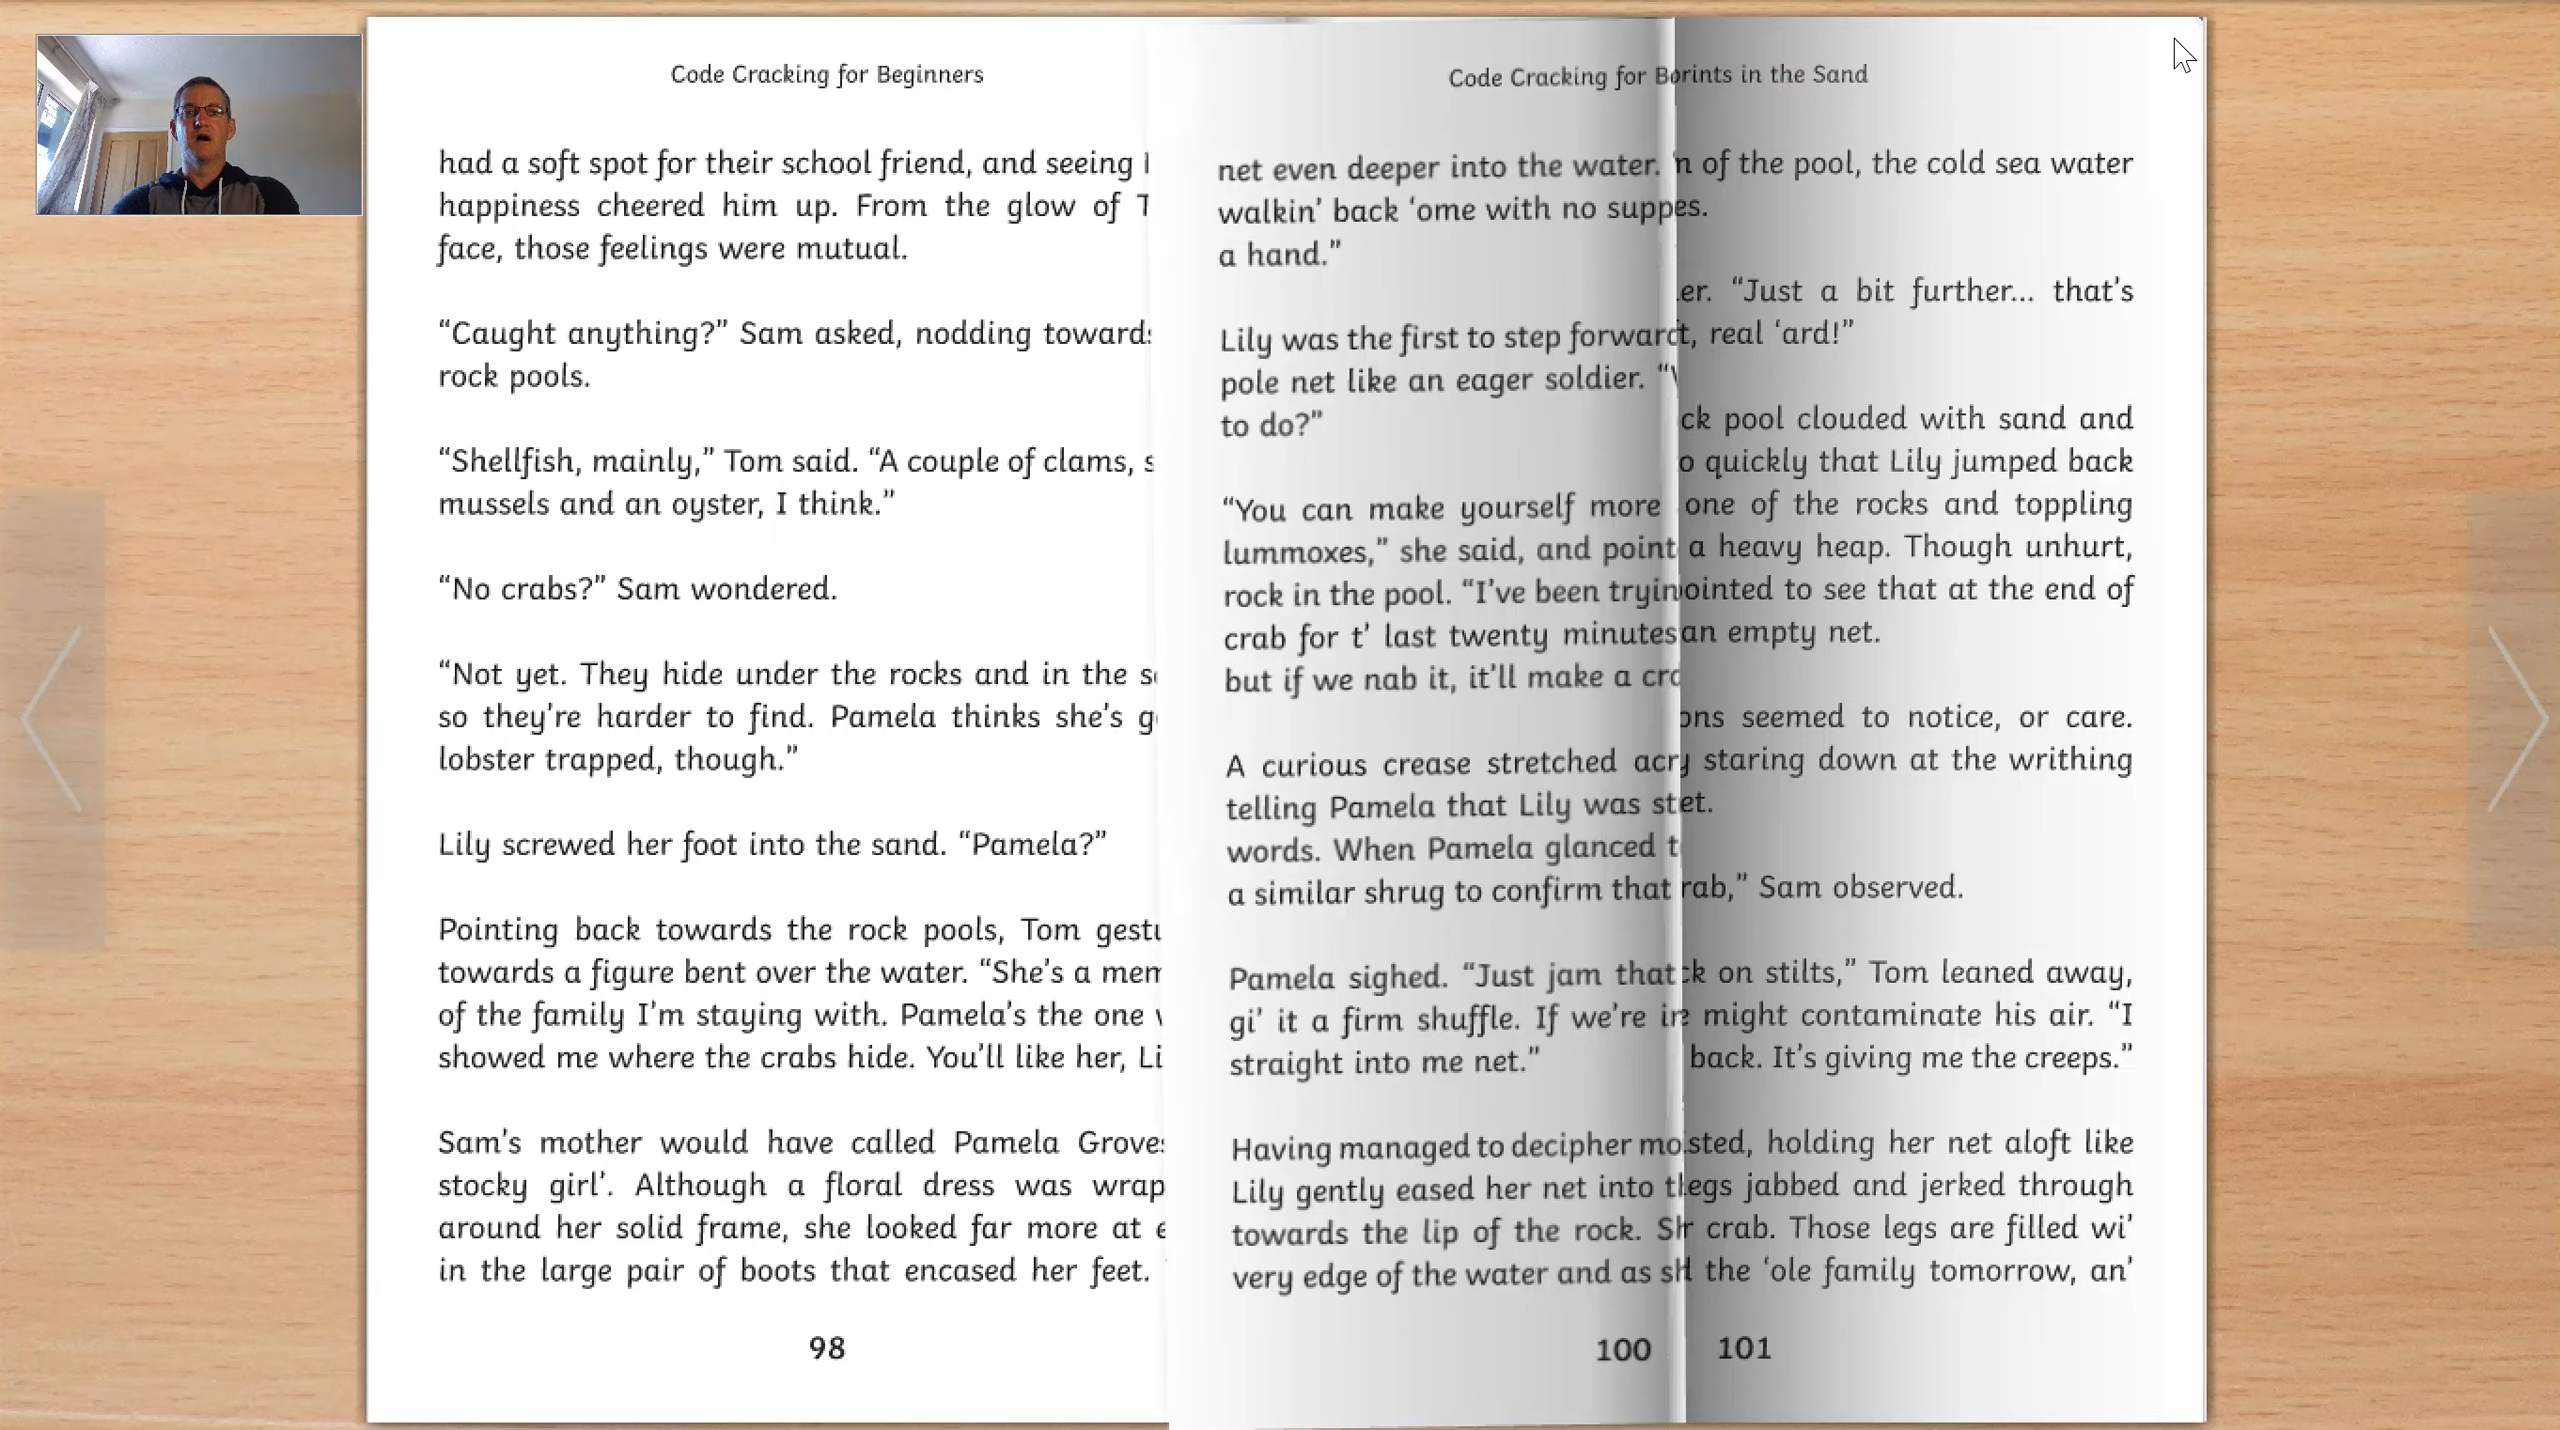 Code Cracking for Beginners
had a soft spot for their school friend, and seeing
happiness cheered him up. From the glow of
face, those feelings were mutual.
“Caught anything?” Sam asked, nodding towards
rock pools.
“Shellfish, mainly,” Tom said. “A couple of clams,
mussels and an oyster, I think.”
“No crabs?” Sam wondered.
“Not yet. They hide under the rocks and in the
so they’re harder to find. Pamela thinks she’s
lobster trapped, though.”
Lily screwed her foot into the sand. “Pamela?”
Pointing back towards the rock pools, Tom
towards a figure bent over the water. “She’s a
of the family I’m staying with. Pamela’s the one
showed me where the crabs hide. You’ll like her,
Sam’s mother would have called Pamela
stocky girl’. Although a floral dress was
around her solid frame, she looked far more at
in the large pair of boots that encased her feet.
98
Code Cracking for
net even deeper into the water.
walkin’ back ‘ome with no
a hand.”
Lily was the first to step
pole net like an eager soldier.
to do?”
“You can make yourself more
lummoxes,” she said, and
rock in the pool. “I’ve been
crab for t’ last twenty minutes
but if we nab it, it’ll make a
A curious crease stretched
telling Pamela that Lily was
words. When Pamela glanced
a similar shrug to confirm that
Pamela sighed. “Just jam that
gi’ it a firm shuffle. If we’re
straight into me net.”
Having managed to decipher
Lily gently eased her net into
towards the lip of the rock.
very edge of the water and as
100
in the Sand
of the pool, the cold sea water
“Just a bit further... that’s
real ‘ard!”
pool clouded with sand and
quickly that Lily jumped back
one of the rocks and toppling
a heavy heap. Though unhurt,
to see that at the end of
an empty net.
seemed to notice, or care.
staring down at the writhing
Sam observed.
on stilts,” Tom leaned away,
might contaminate his air. “I
back. It’s giving me the creeps.”
holding her net aloft like
legs jabbed and jerked through
crab. Those legs are filled wi’
the ‘ole family tomorrow, an’
101